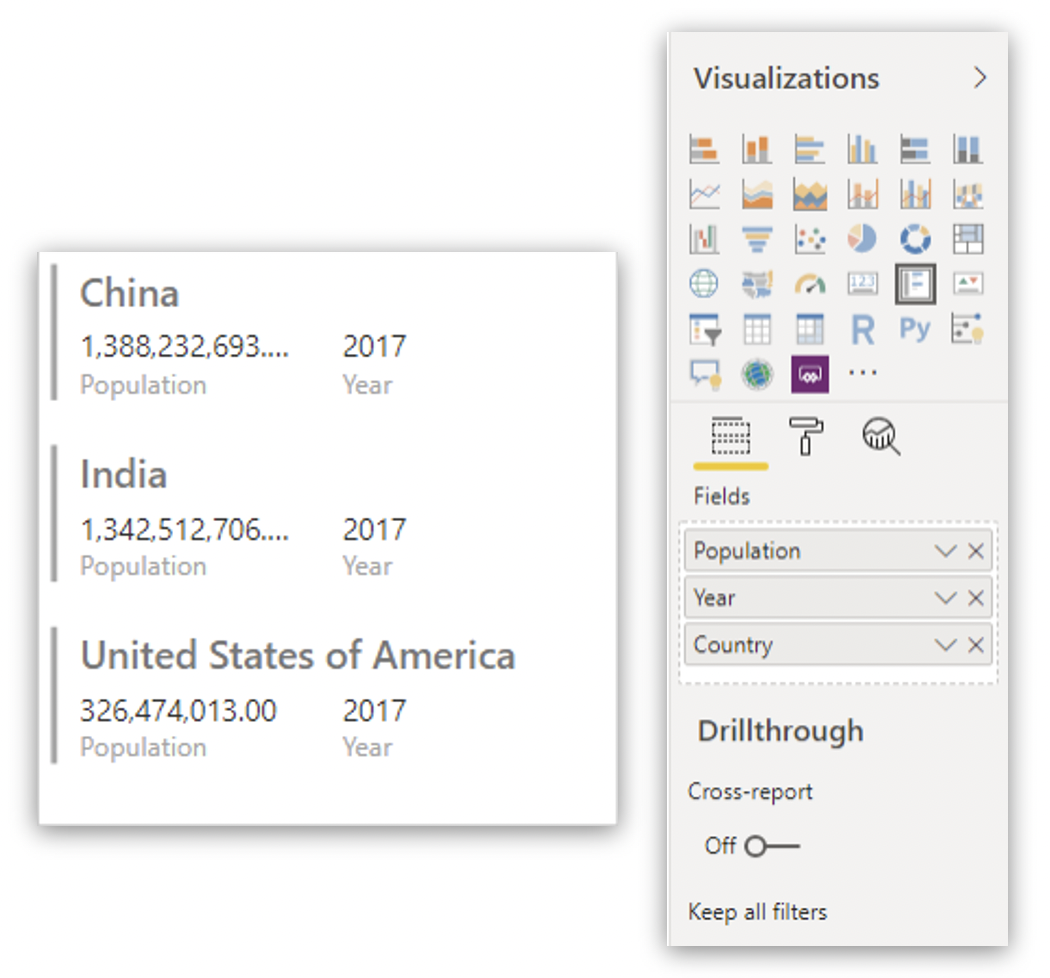 China
1,388,232,693.... 2017
Population Year
India
1,342,512,706.... 2017
Population Year
United States of America
326,474,013.00 2017
Population Year
Visualizations
123
R Py
Fields
Population
Year
Country
Drillthrough
Cross-report
Off
Keep all filters